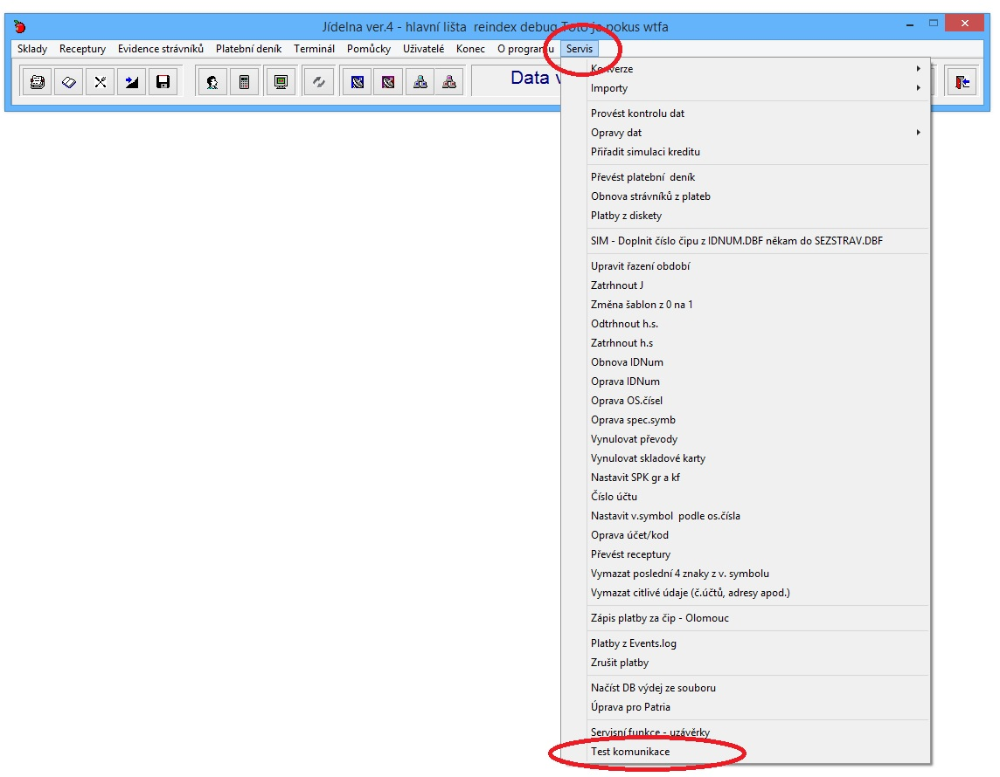 Jídelna ver.4 - hlavní lišta  reindex debug Toto je pokus wtfa
Sklady Receptury Evidence strávníků Platební deník Terminál Pomůcky Uživatelé Konec O programu Servis
Data v
Konverze
Importy
Provést kontrolu dat
Opravy dat
Přiřadit simulaci kreditu
Převést platební  deník
Obnova strávníků z plateb
Platby z diskety
SIM - Doplnit číslo čipu z IDNUM.DBF někam do SEZSTRAV.DBF
Upravit řazení období
Zatrhnout J
Změna šablon z 0 na 1
Odtrhnout h.s.
Zatrhnout h.s
Obnova IDNum
Oprava IDNum
Oprava OS.čísel
Oprava spec.symb
Vynulovat převody
Vynulovat skladové karty
Nastavit SPK gr a kf
Číslo účtu
Nastavit v.symbol  podle os.čísla
Oprava účet/kod
Převést receptury
Vymazat poslední 4 znaky z v. symbolu
Vymazat citlivé údaje (č.účtů, adresy apod.)
Zápis platby za čip - Olomouc
Platby z Events.log
Zrušit platby
Načíst DB výdej ze souboru
Úprava pro Patria
Servisní funkce - uzávěrky
Test komunikace